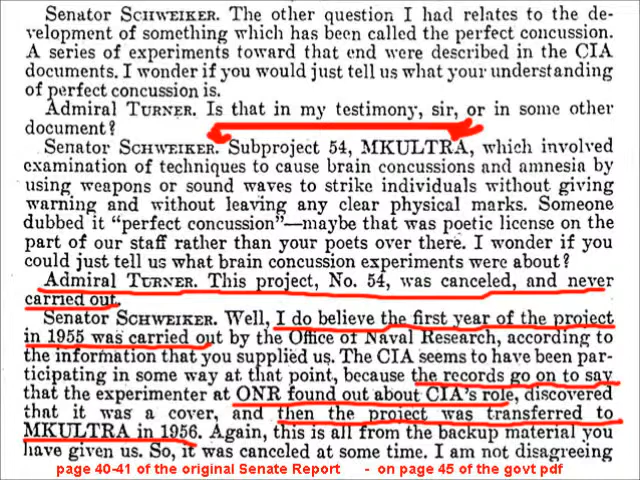 Senator SCHWEIKER. The other question I had relates to the de-
velopment of something which has been called the perfect concussion.
A series of experiments toward that end were described in the CIA
documents. I wonder if you would just tell us what your understanding
of perfect concussion is.
Admiral TURNER. Is that in my testimony, sir, or in some other
document?
Senator SCHWEIKER. Subproject 54, MKULTRA, which involved
examination of techniques to cause brain concussions and amnesia by
using weapons or sound waves to strike individuals without giving
warning and without leaving any clear physical marks. Someone
dubbed it “perfect concussion”—maybe that was poetic license on the
part of our staff rather than your poets over there. I wonder if you
could just tell us what brain concussion experiments were about?
Admiral TURNER. This project, No. 54, was canceled, and never
carried out.
Senator SCHWEIKER. Well, I do believe the first year of the project
in 1955 was carried out by the Office of Naval Research, according to
the information that you supplied us. The CIA seems to have been par-
ticipating in some way at that point, because the records go on to say
that the experimenter at ONR found out about CIA's role, discovered
that it was a cover, and then the project was transferred to
MKULTRA in 1956. Again, this is all from the backup material you
have given us. So, it was canceled at some time. I am not disagreeing
page 40-41 of the original Senate Report - on page 45 of the govt pdf